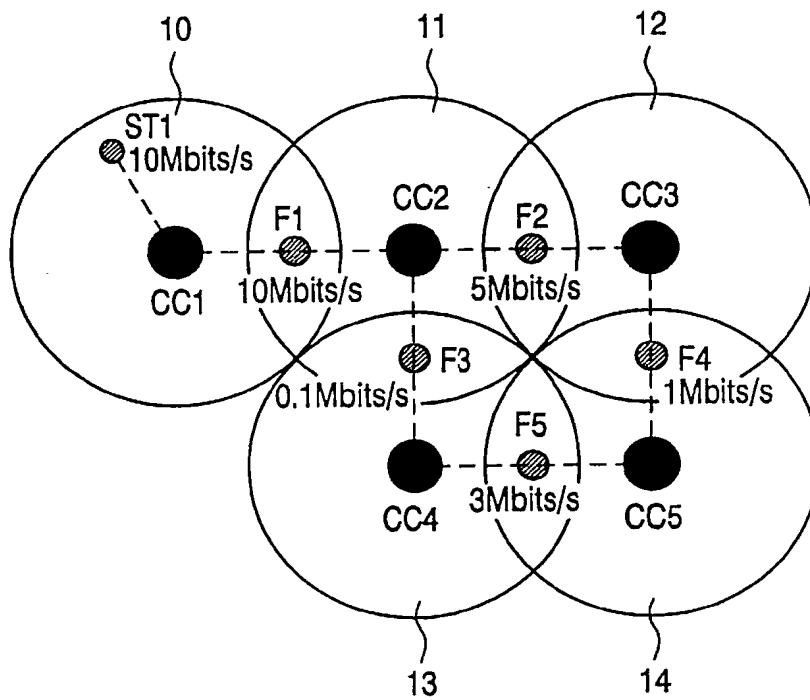 10
11
12
ST1
10Mbits/s
F1
CC2
F2
CC3
CC1
10Mbits/s
5Mbits/s
F3
F4
0.1Mbits/s
1Mbits/s
F5
CC4
3Mbits/s
CC5
13
14